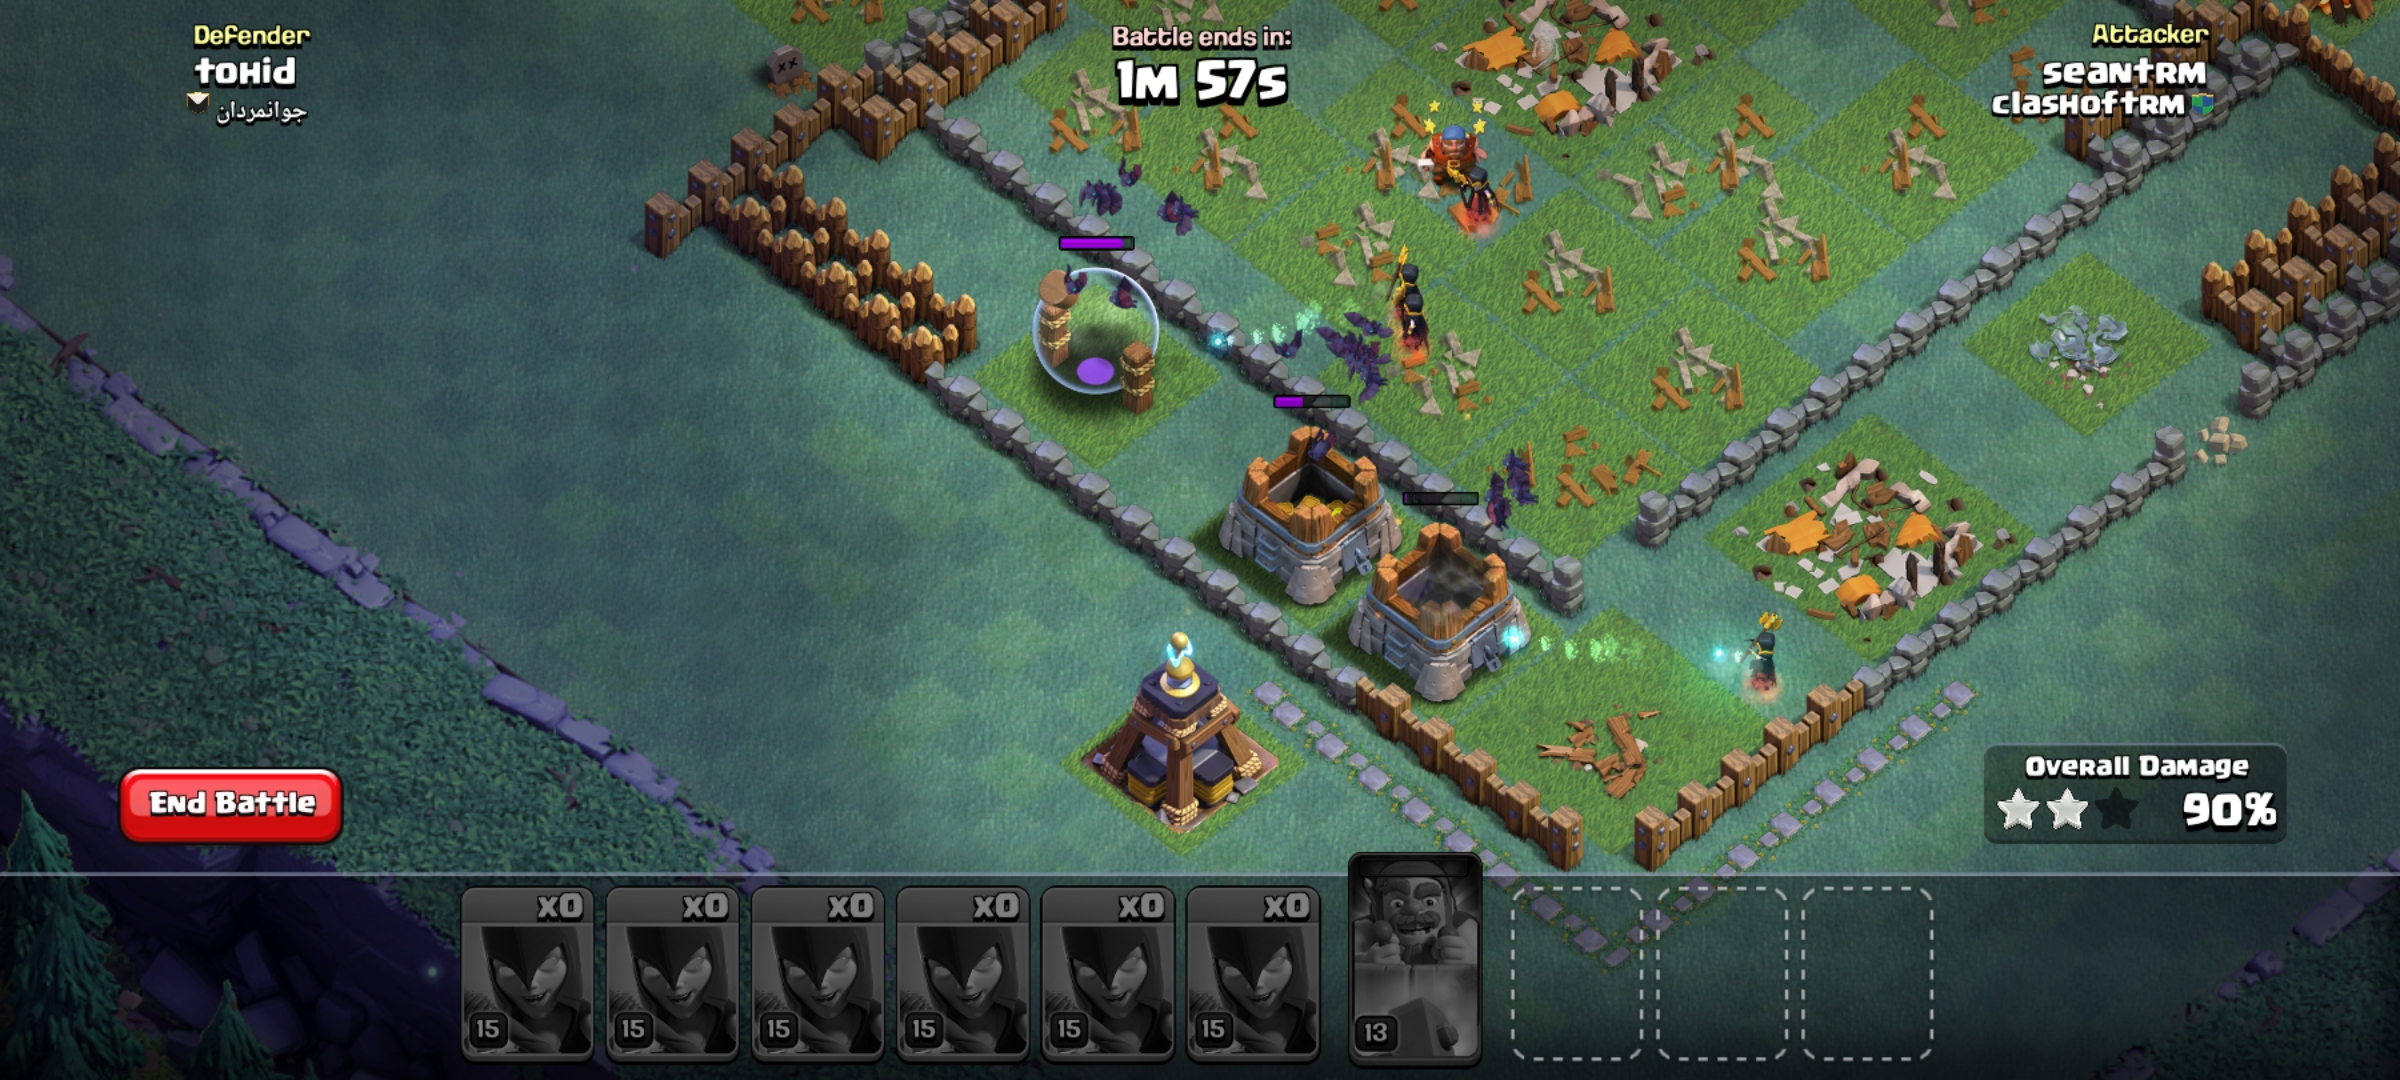 Defender
tOHid
جوانمردان
Battle ends in:
1M 57s
Attacker
seantRM
clasHoftRM
End Battle
Overall Damage
90%
x0
x0
x0
x0
x0
x0
15
15
15
15
15
15
13